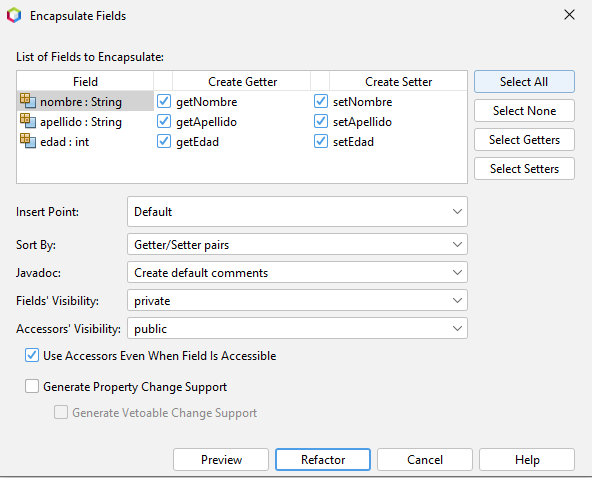 Encapsulate Fields
List of Fields to Encapsulate:
Field Create Getter Create Setter
nombre : String getNombre setNombre
apellido : String getApellido setApellido
edad : int getEdad setEdad
Select All
Select None
Select Getters
Select Setters
Insert Point: Default
Sort By: Getter/Setter pairs
Javadoc: Create default comments
Fields' Visibility: private
Accessors' Visibility: public
Use Accessors Even When Field Is Accessible
Generate Property Change Support
Generate Vetoable Change Support
Preview Refactor Cancel Help